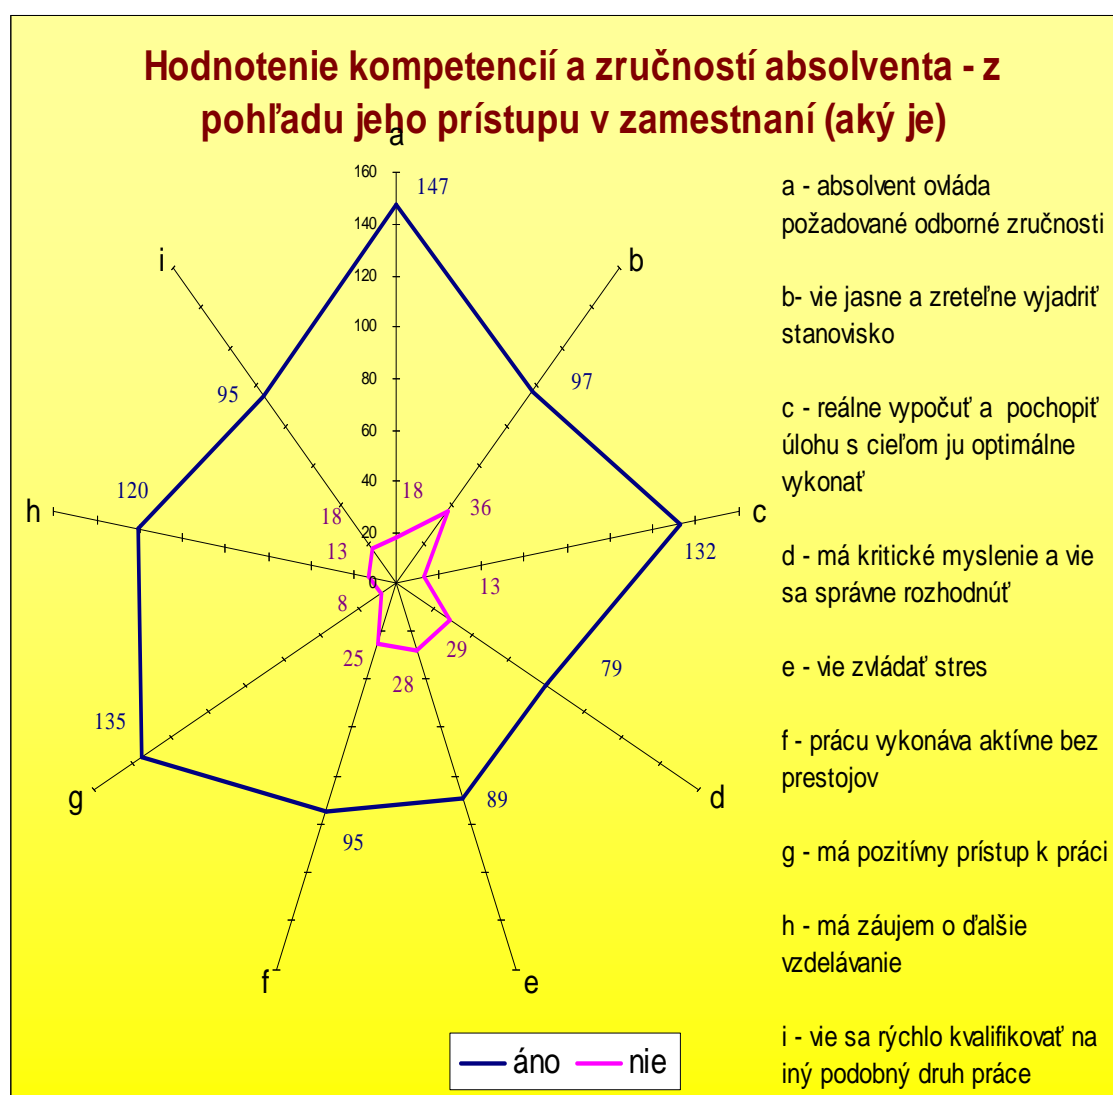 Hodnotenie kompetencií a zručností absolventa - z
pohľadu jeho prístupu v zamestnaní (aký je)
a
160
147
140
120
100
80
60
40
20
0
i
b
95
97
h
120
c
132
18
18
36
13
13
8
29
25
28
79
135
g
d
89
95
f
e
a - absolvent ovláda
požadované odborné zručnosti
b- vie jasne a zreteľne vyjadriť
stanovisko
c - reálne vypočuť a pochopiť
úlohu s cieľom ju optimálne
vykonať
d - má kritické myslenie a vie
sa správne rozhodnúť
e - vie zvládať stres
f - prácu vykonáva aktívne bez
prestojov
g - má pozitívny prístup k práci
h - má záujem o ďalšie
vzdelávanie
i - vie sa rýchlo kvalifikovať na
iný podobný druh práce
áno nie